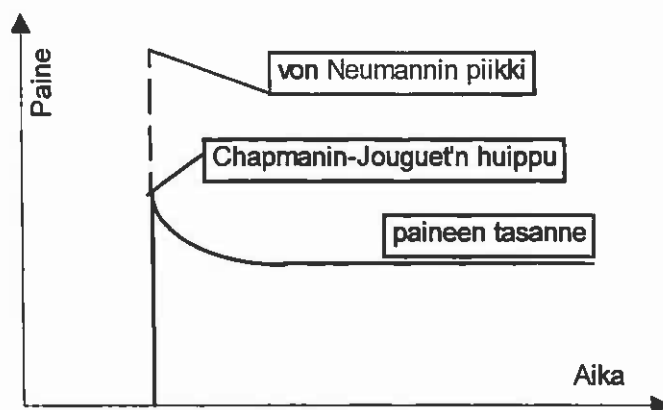 Paine
von Neumannin piikki
Chapmanin-Jouguet'n huippu
paineen tasanne
Aika